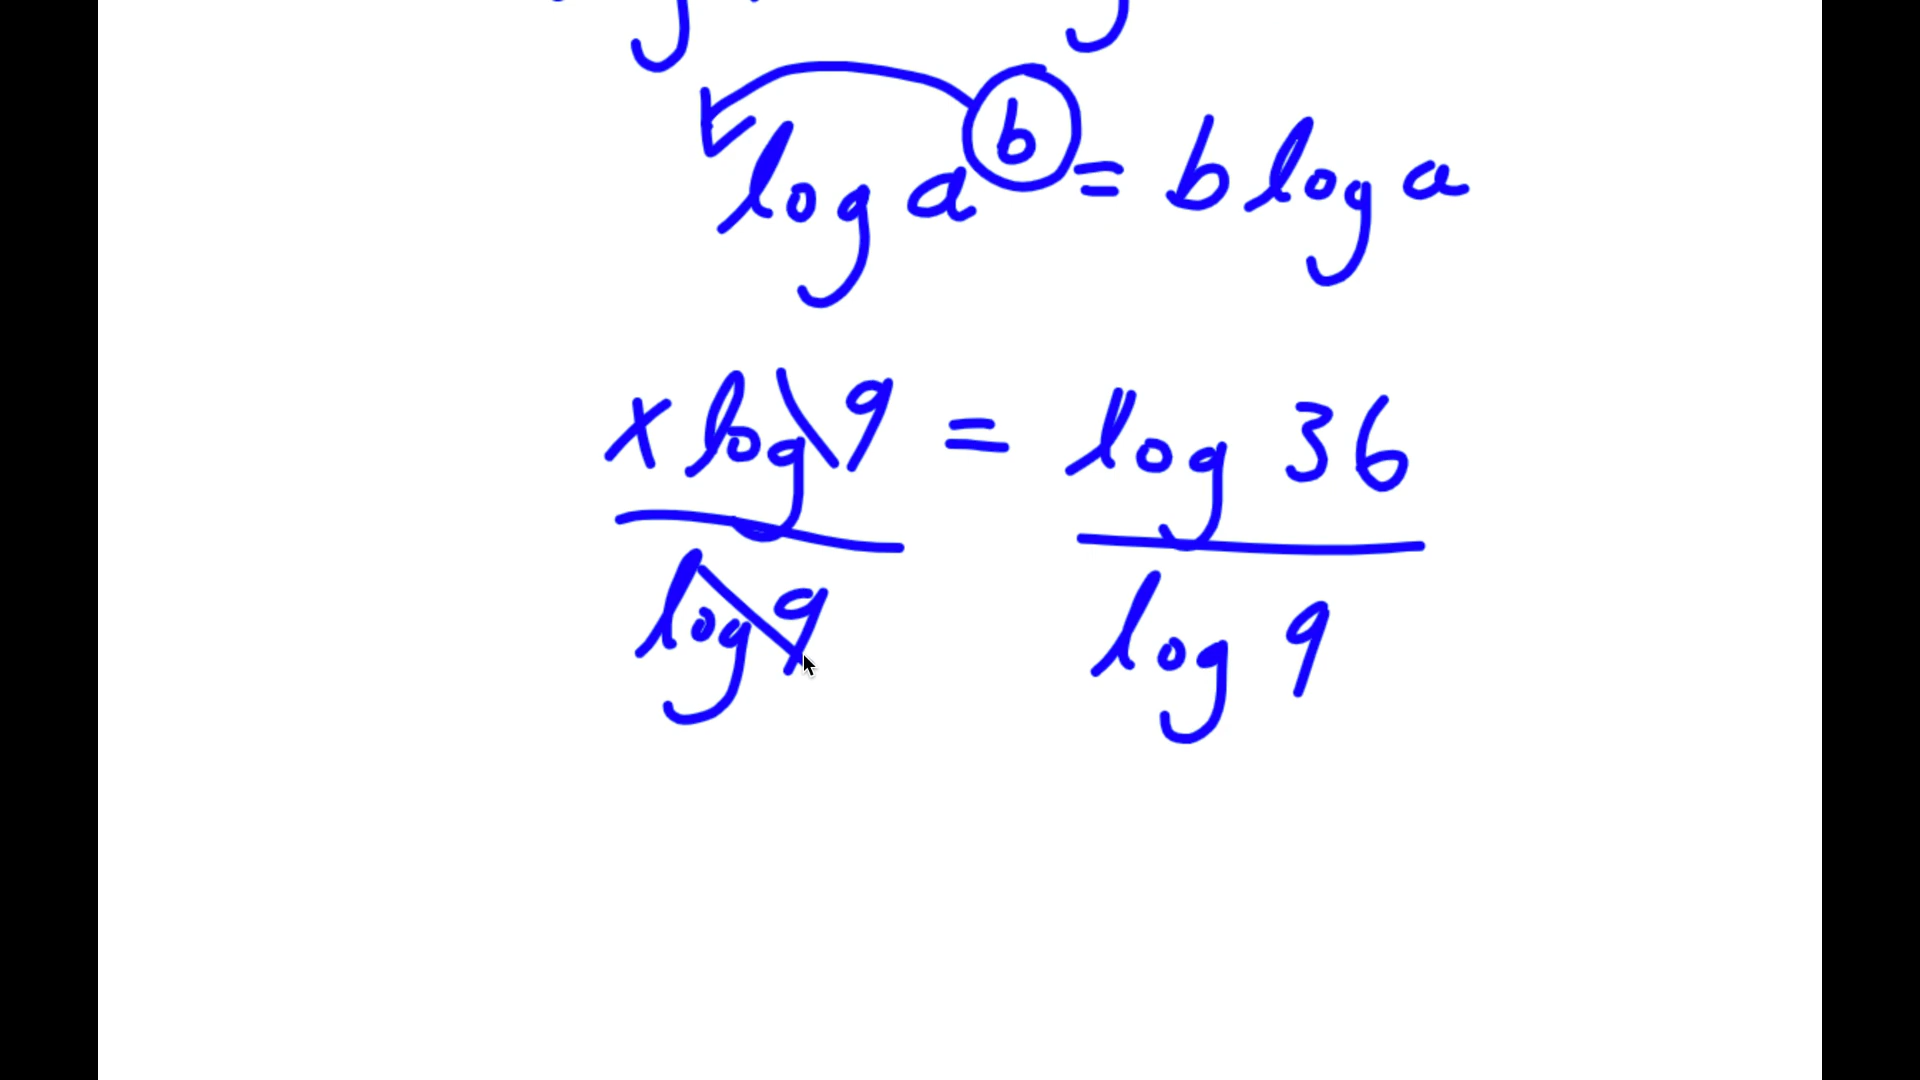 log a^b = b log a
x log 9 = log 36
log 9 log 9